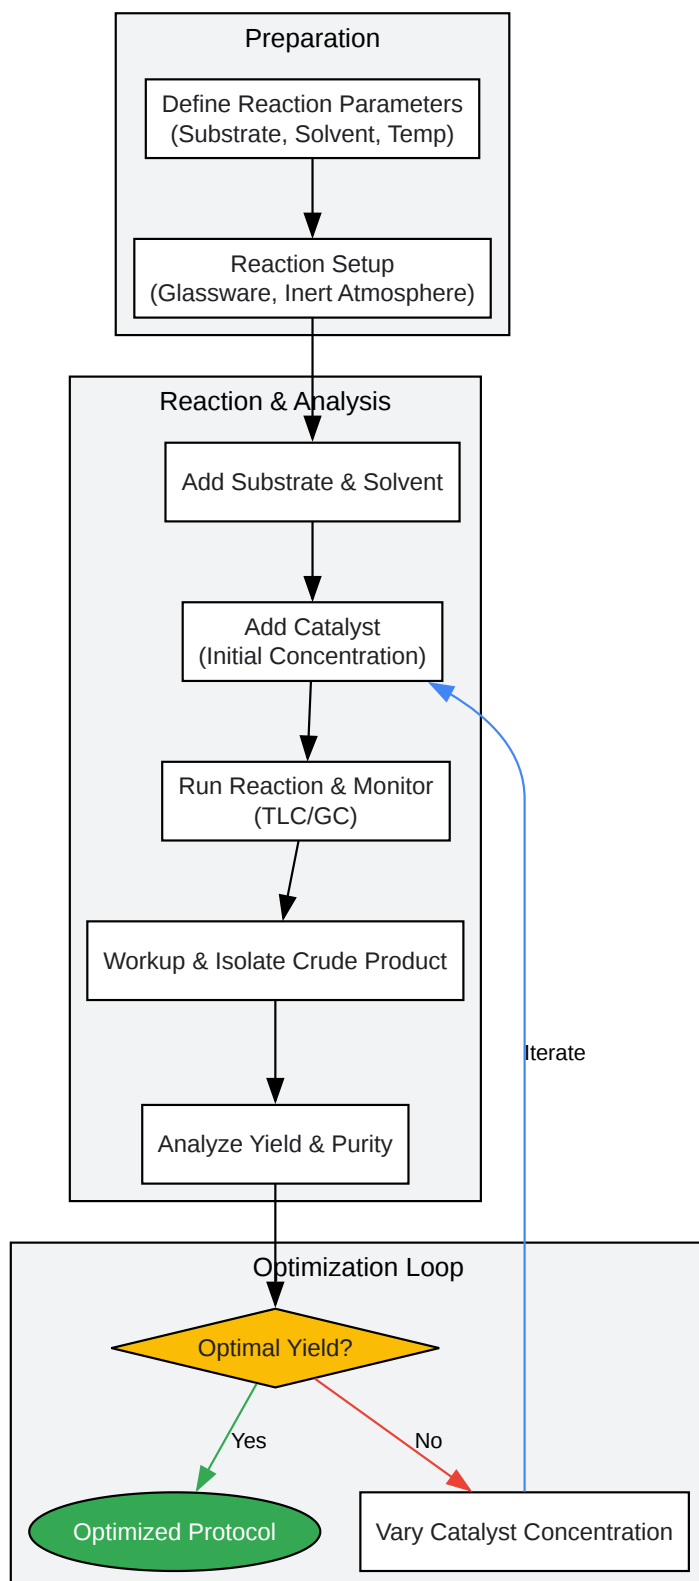 Preparation
Define Reaction Parameters
(Substrate, Solvent, Temp)
Reaction Setup
(Glassware, Inert Atmosphere)
Reaction & Analysis
Add Substrate & Solvent
Add Catalyst
(Initial Concentration)
Run Reaction & Monitor
(TLC/GC)
Workup & Isolate Crude Product
Iterate
Analyze Yield & Purity
Optimization Loop
Optimal Yield?
Yes
No
Optimized Protocol
Vary Catalyst Concentration